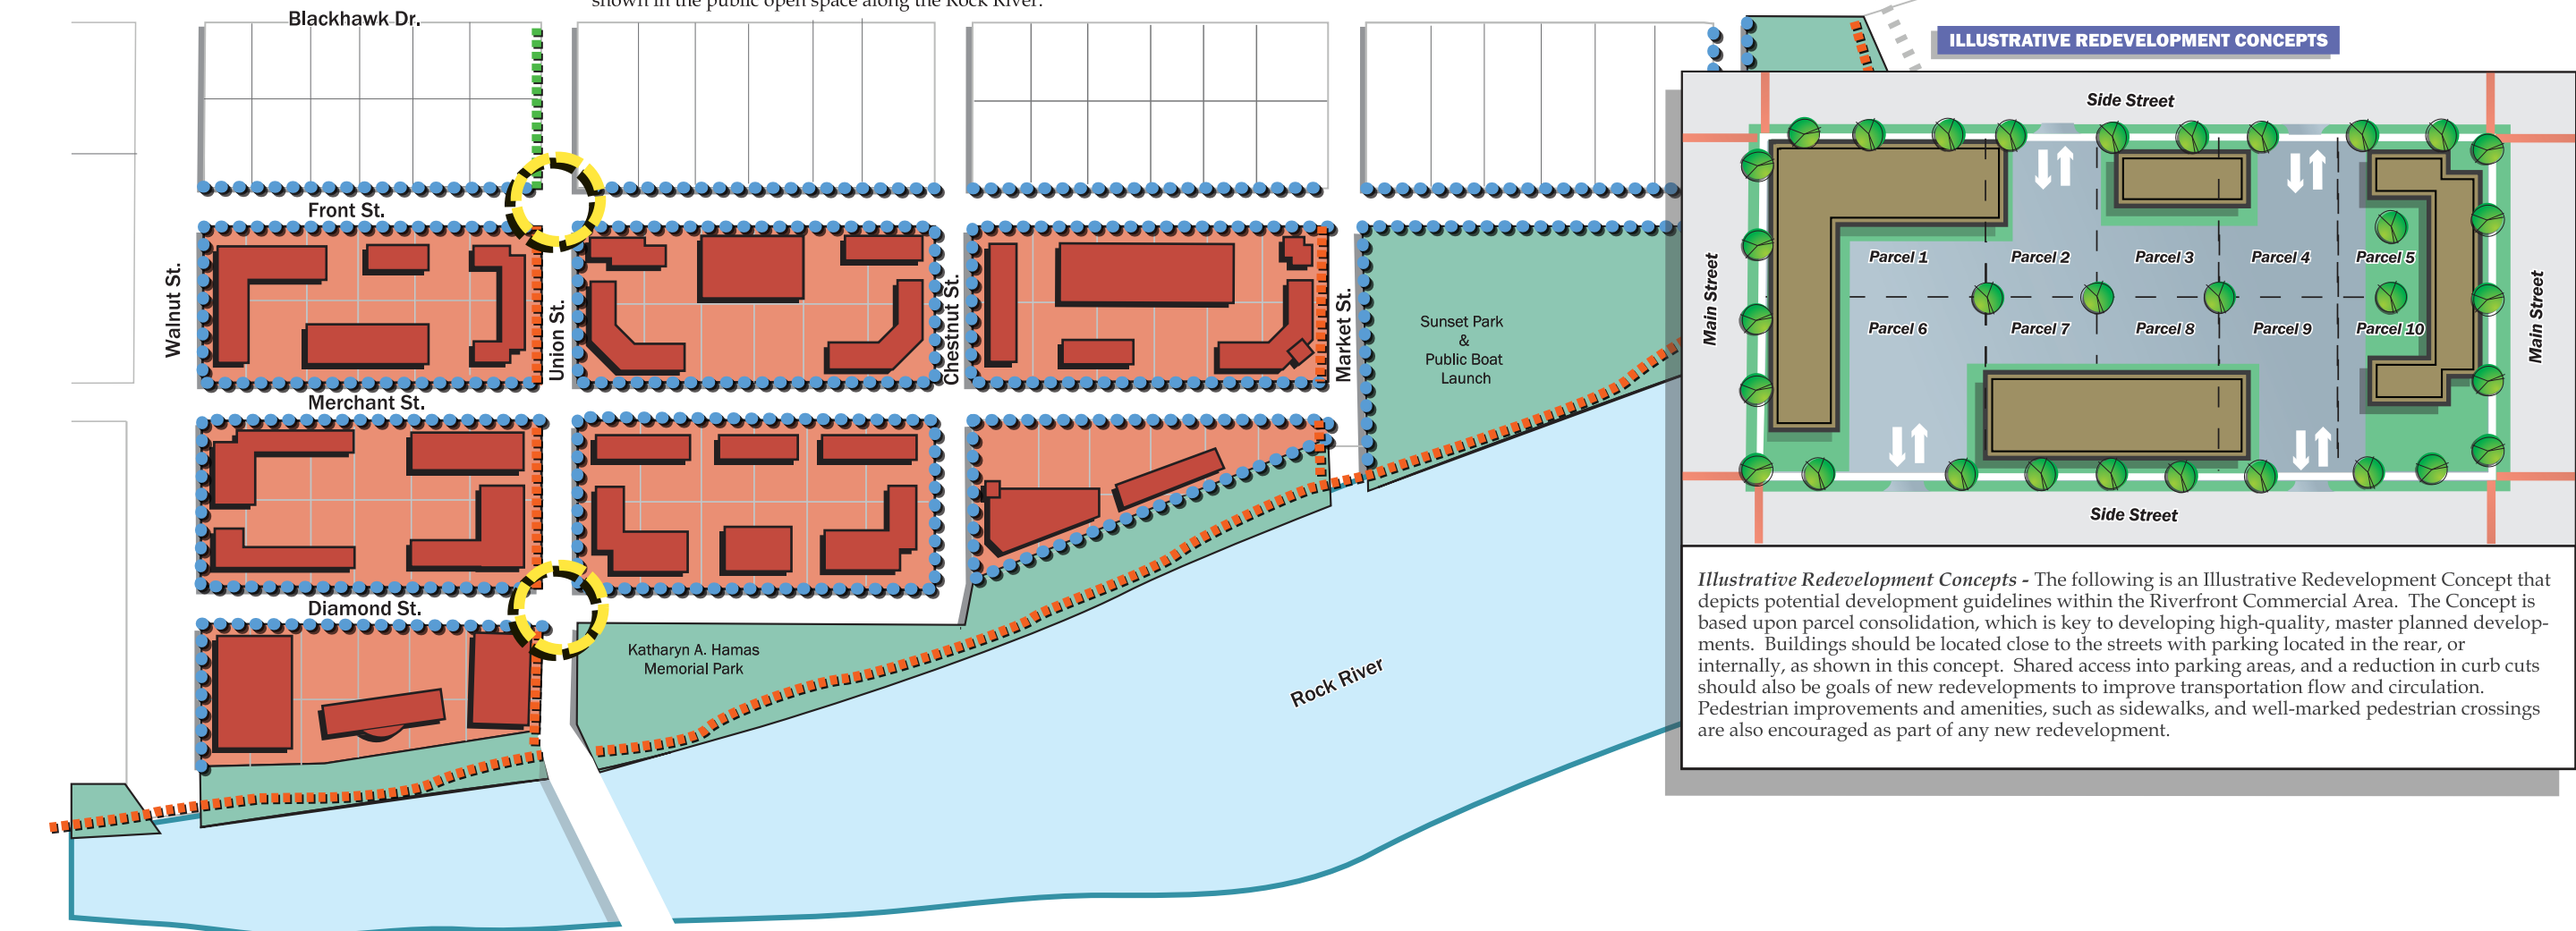 shown in the public open space along the Rock River.
Blackhawk Dr.
ILLUSTRATIVE REDEVELOPMENT CONCEPTS
Side Street
Front St.
Walnut St.
Union St.
Chestnut St.
Market St.
Sunset Park
&
Public Boat
Launch
Main Street
Parcel 1
Parcel 2
Parcel 3
Parcel 4
Parcel 5
Parcel 6
Parcel 7
Parcel 8
Parcel 9
Parcel 10
Main Street
Side Street
Merchant St.
Diamond St.
Katharyn A. Hamas
Memorial Park
Rock River
Illustrative Redevelopment Concepts - The following is an Illustrative Redevelopment Concept that
depicts potential development guidelines within the Riverfront Commercial Area. The Concept is
based upon parcel consolidation, which is key to developing high-quality, master planned develop-
ments. Buildings should be located close to the streets with parking located in the rear, or
internally, as shown in this concept. Shared access into parking areas, and a reduction in curb cuts
should also be goals of new redevelopments to improve transportation flow and circulation.
Pedestrian improvements and amenities, such as sidewalks, and well-marked pedestrian crossings
are also encouraged as part of any new redevelopment.